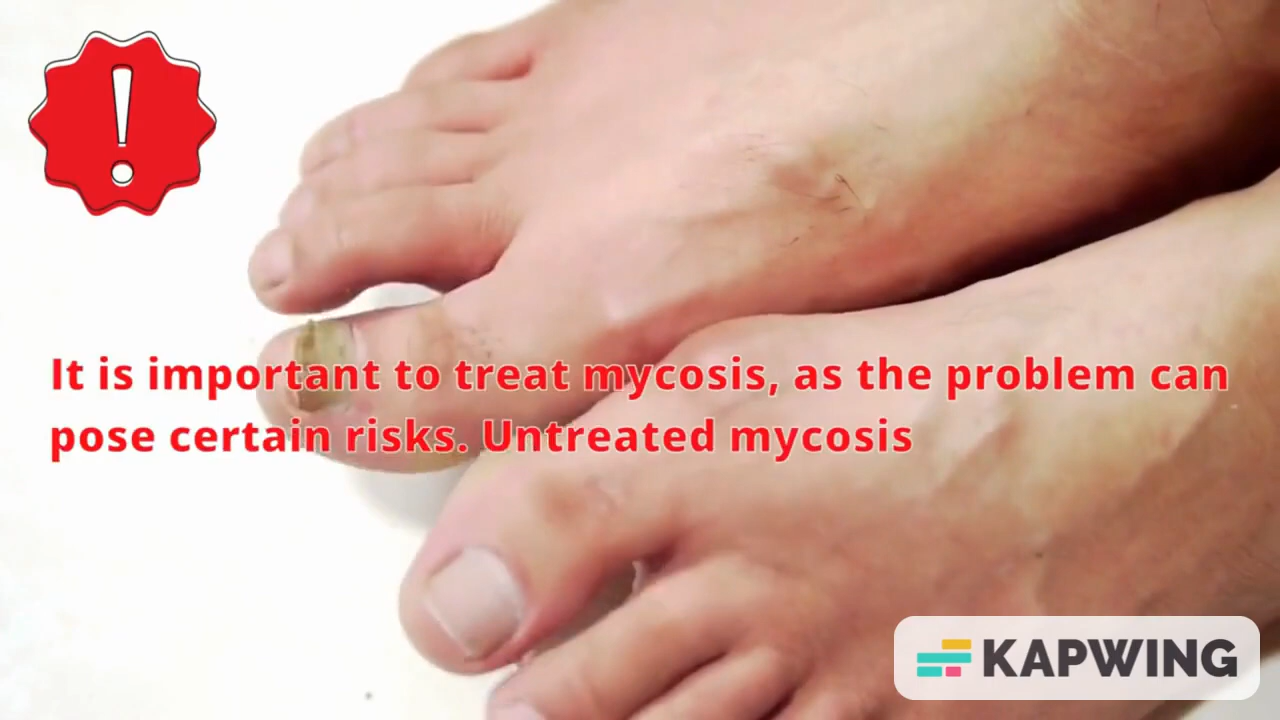 It is important to treat mycosis, as the problem can
pose certain risks. Untreated mycosis
KAPWING